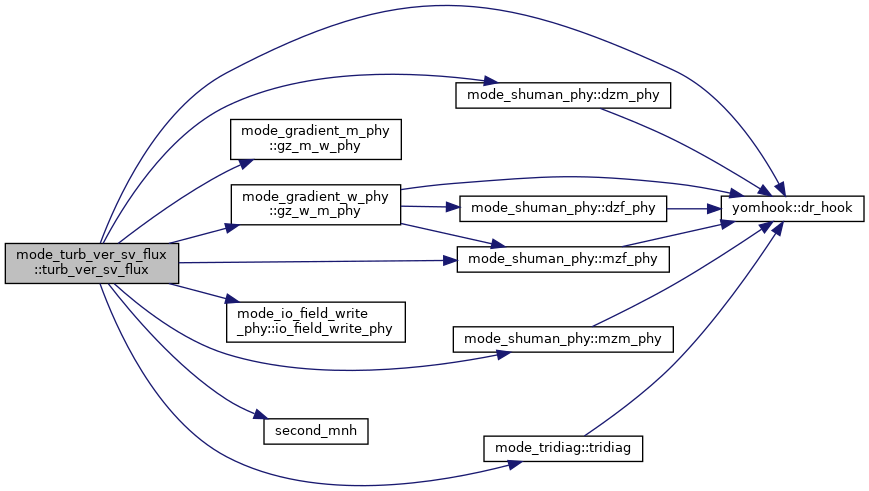 mode_turb_ver_sv_flux
::turb_ver_sv_flux
mode_gradient_m_phy
::gz_m_w_phy
mode_gradient_w_phy
::gz_w_m_phy
mode_io_field_write
_phy::io_field_write_phy
second_mnh
mode_shuman_phy::dzm_phy
mode_shuman_phy::dzf_phy
mode_shuman_phy::mzf_phy
mode_shuman_phy::mzm_phy
mode_tridiag::tridiag
yomhook::dr_hook